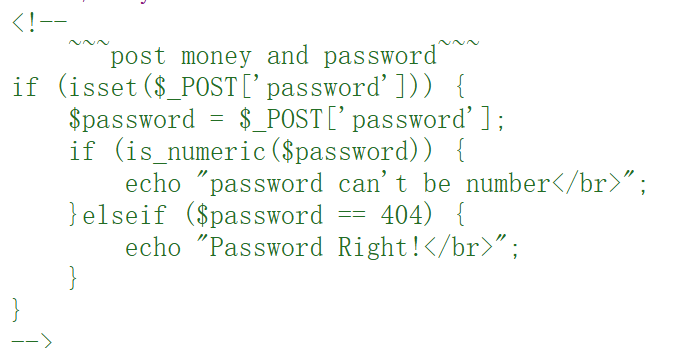 <!--
~~~post money and password~~~
if (isset($_POST['password'])) {
$password = $_POST['password'];
if (is_numeric($password)) {
echo "password can't be number</br>";
}elseif ($password == 404) {
echo "Password Right!</br>";
}
}
-->